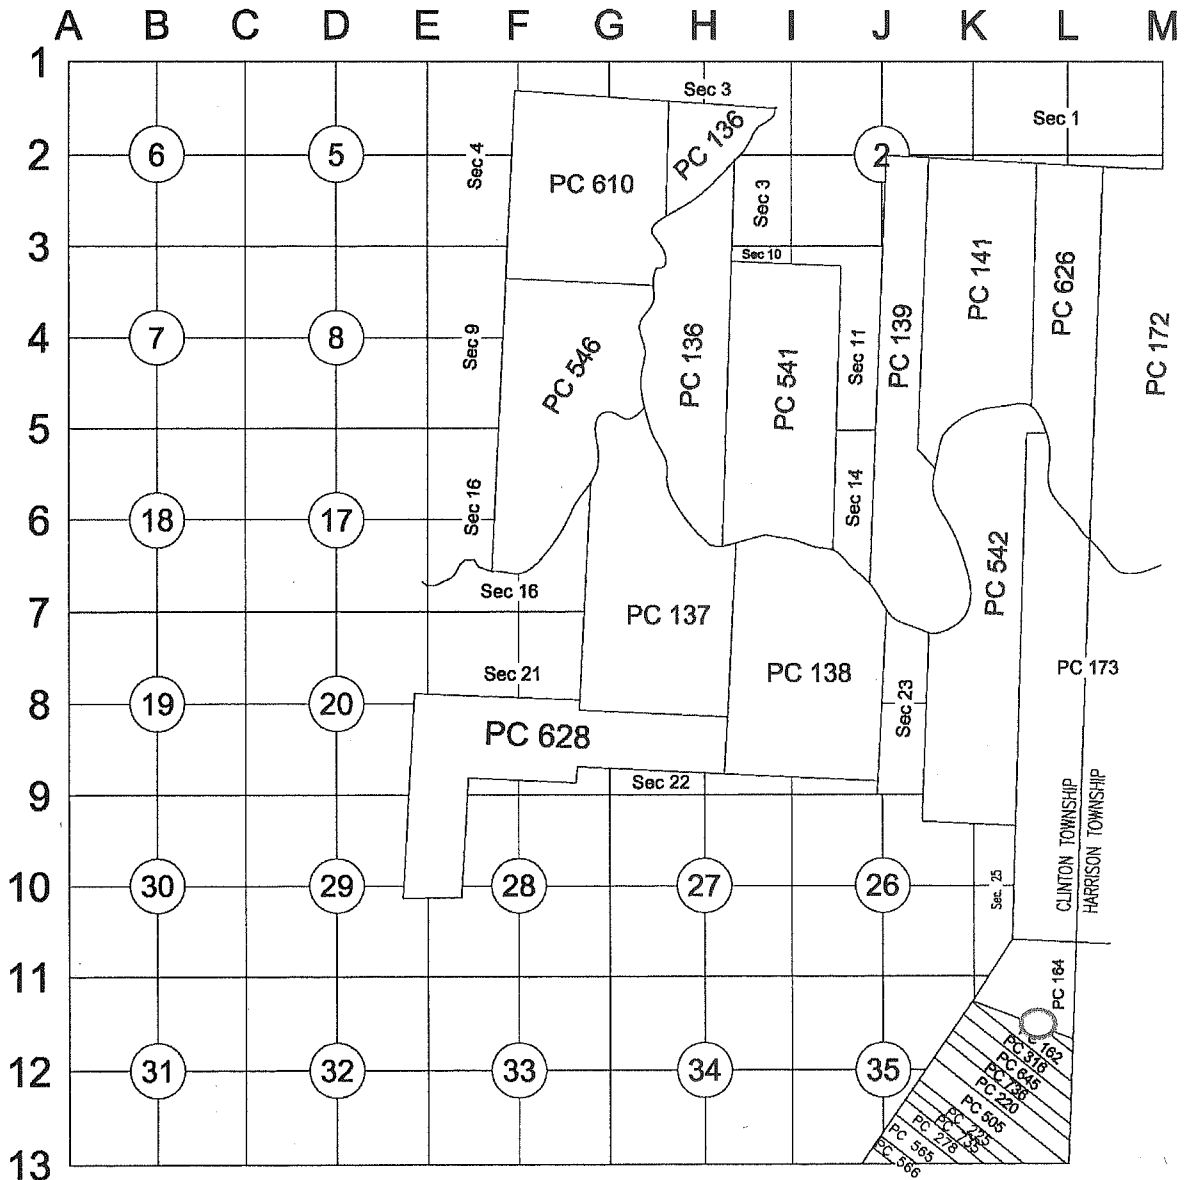 A B C D E F G H I J K L M
1
Sec 3
Sec 1
PC 136
2
6
5
Sec 4
2
PC 610
Sec 3
3
Sec 10
PC 141
PC 626
4
7
8
Sec 9
PC 546
PC 136
PC 541
Sec 11
PC 139
PC 172
5
6
18
17
Sec 16
Sec 14
PC 542
Sec 16
7
PC 137
PC 138
PC 173
Sec 21
8
19
20
Sec 23
PC 628
Sec 22
9
CLINTON TOWNSHIP
HARRISON TOWNSHIP
10
30
29
28
27
26
Sec. 25
11
PC 164
12
31
32
33
34
35
162
PC 316
PC 645
PC 736
PC 220
PC 505
PC 225
PC 735
PC 278
PC 565
PC 566
13